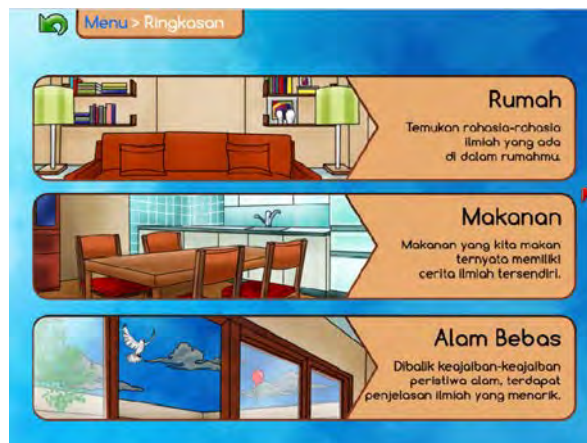 Menu > Ringkasan
Rumah
Temukan rahasia-rahasia
ilmiah yang ada
di dalam rumahmu.
Makanan
Makanan yang kita makan
ternyata memiliki
cerita ilmiah tersendiri.
Alam Bebas
Dibalik keajaiban-keajaiban
peristiwa alam, terdapat
penjelasan ilmiah yang menarik.